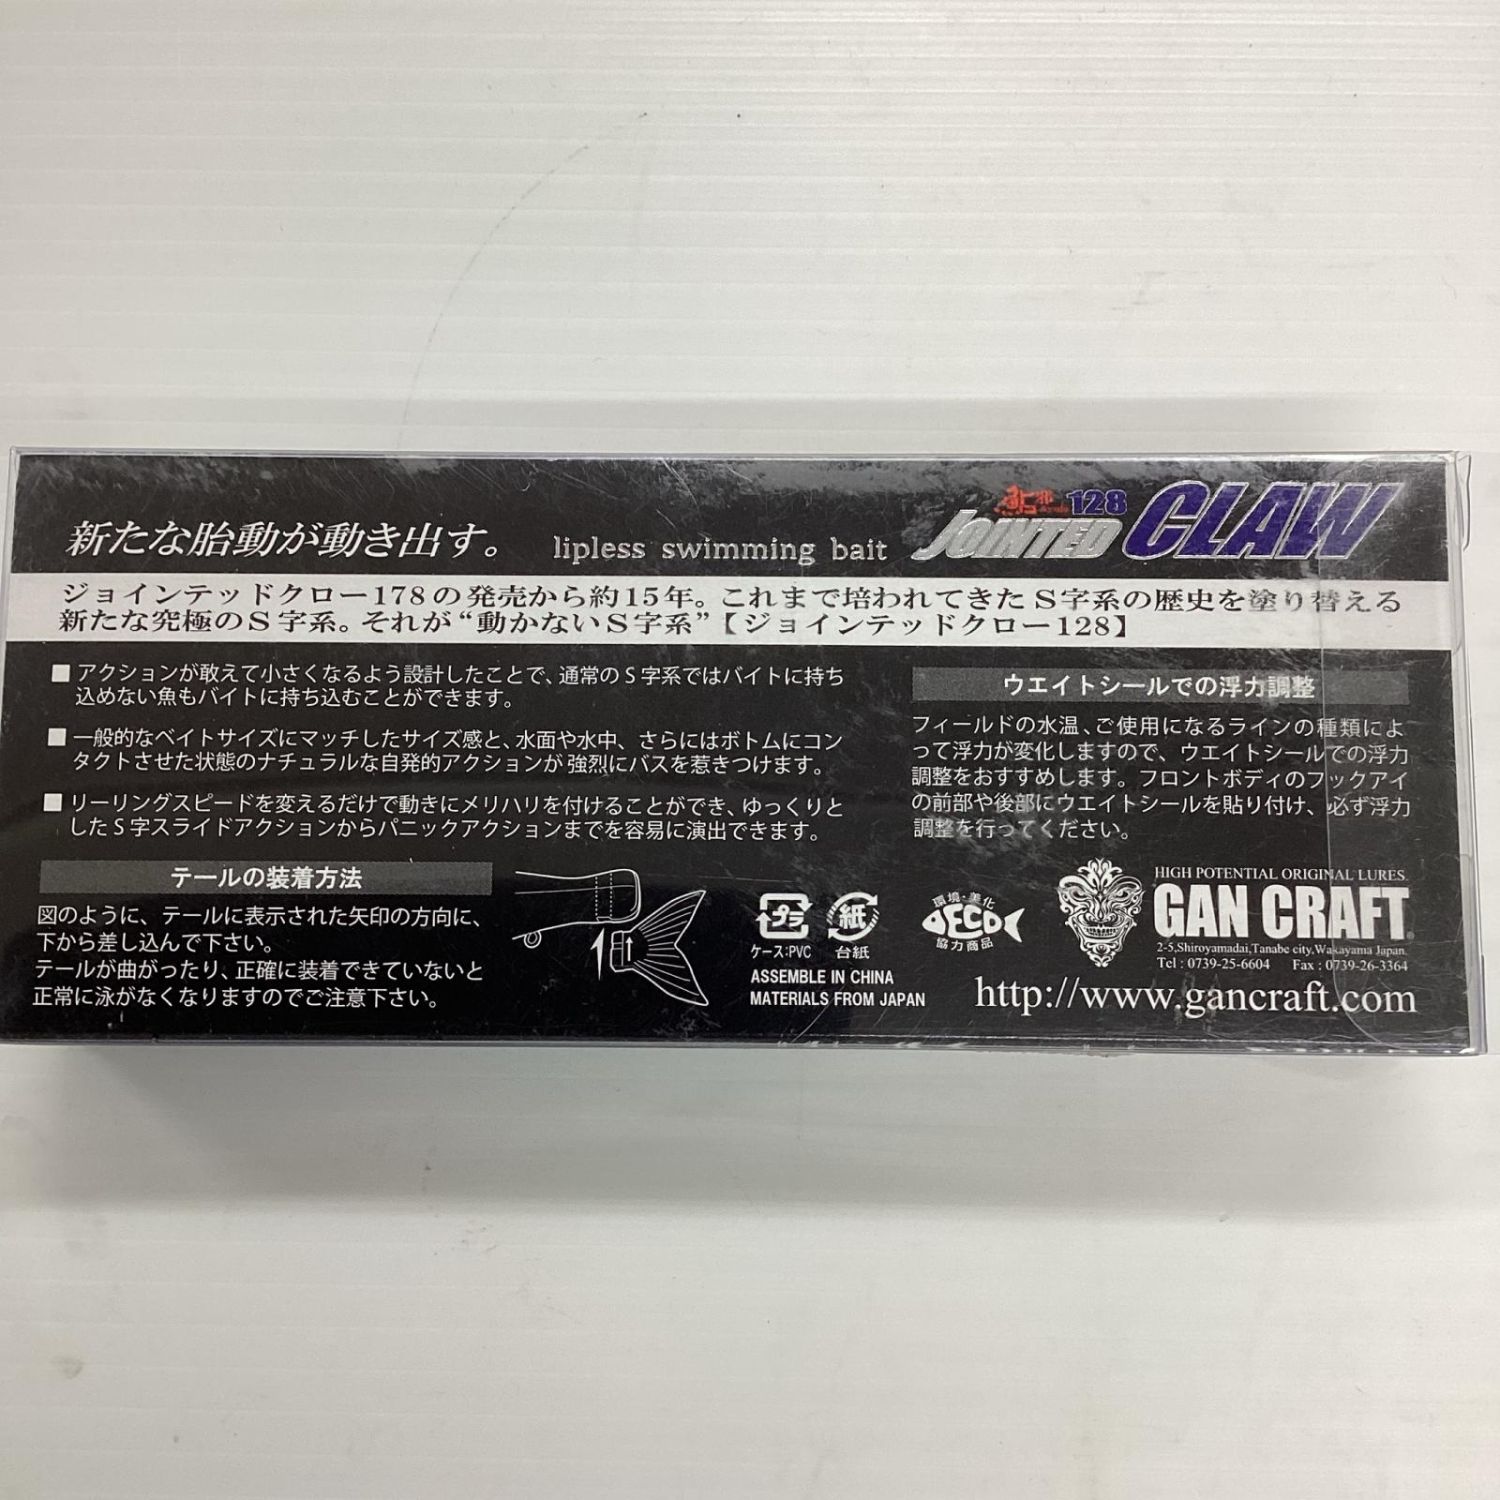 新たな胎動が動き出す。
lipless swimming bait
鮎邪 128
JOINTED CLAW
ジョインテッドクロー178の発売から約15年。これまで培われてきたS字系の歴史を塗り替える
新たな究極のS字系。それが“動かないS字系”【ジョインテッドクロー128】
■ アクションが敢えて小さくなるよう設計したことで、通常のS字系ではバイトに持ち
込めない魚もバイトに持ち込むことができます。
■ 一般的なベイトサイズにマッチしたサイズ感と、水面や水中、さらにはボトムにコン
タクトさせた状態のナチュラルな自発的アクションが強烈にバスを惹きつけます。
■ リーリングスピードを変えるだけで動きにメリハリを付けることができ、ゆっくりと
したS字スライドアクションからパニックアクションまでを容易に演出できます。
ウエイトシールでの浮力調整
フィールドの水温、ご使用になるラインの種類によ
って浮力が変化しますので、ウエイトシールでの浮力
調整をおすすめします。フロントボディのフックアイ
の前部や後部にウエイトシールを貼り付け、必ず浮力
調整を行ってください。
テールの装着方法
図のように、テールに表示された矢印の方向に、
下から差し込んで下さい。
テールが曲がったり、正確に装着できていないと
正常に泳がなくなりますのでご注意下さい。
プラ
ケース:PVC
紙
台紙
環境・美化
ECO
協力商品
ASSEMBLE IN CHINA
MATERIALS FROM JAPAN
HIGH POTENTIAL ORIGINAL LURES.
GAN CRAFT
2-5,Shiroyamadai,Tanabe city,Wakayama Japan.
Tel : 0739-25-6604 Fax : 0739-26-3364
http://www.gancraft.com